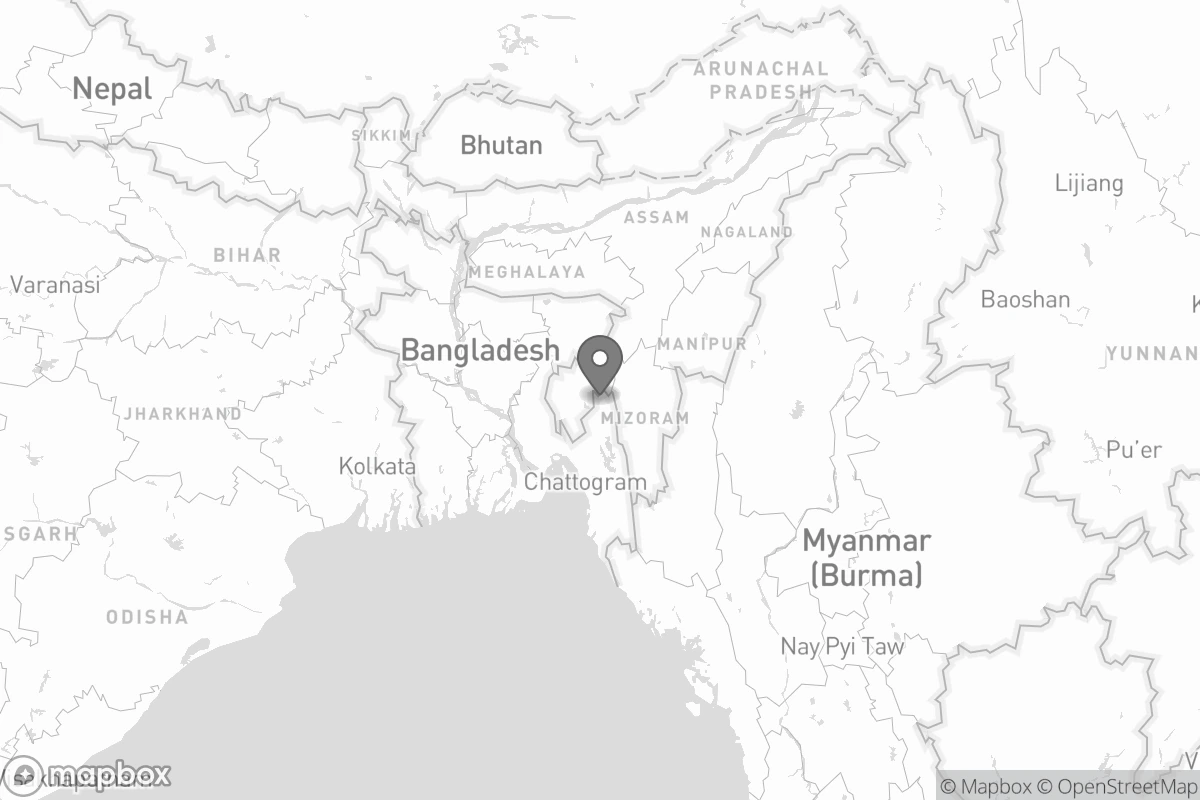 ARUNACHAL
PRADESH
Nepal
SIKKIM
Bhutan
Lijiang
ASSAM
NAGALAND
BIHAR
MEGHALAYA
Varanasi
Baoshan
Bangladesh
MANIPUR
YUNNAN
JHARKHAND
MIZORAM
Pu'er
Kolkata
Chattogram
SGARH
Myanmar
(Burma)
ODISHA
Nay Pyi Taw
mapbox
© Mapbox © OpenStreetMap